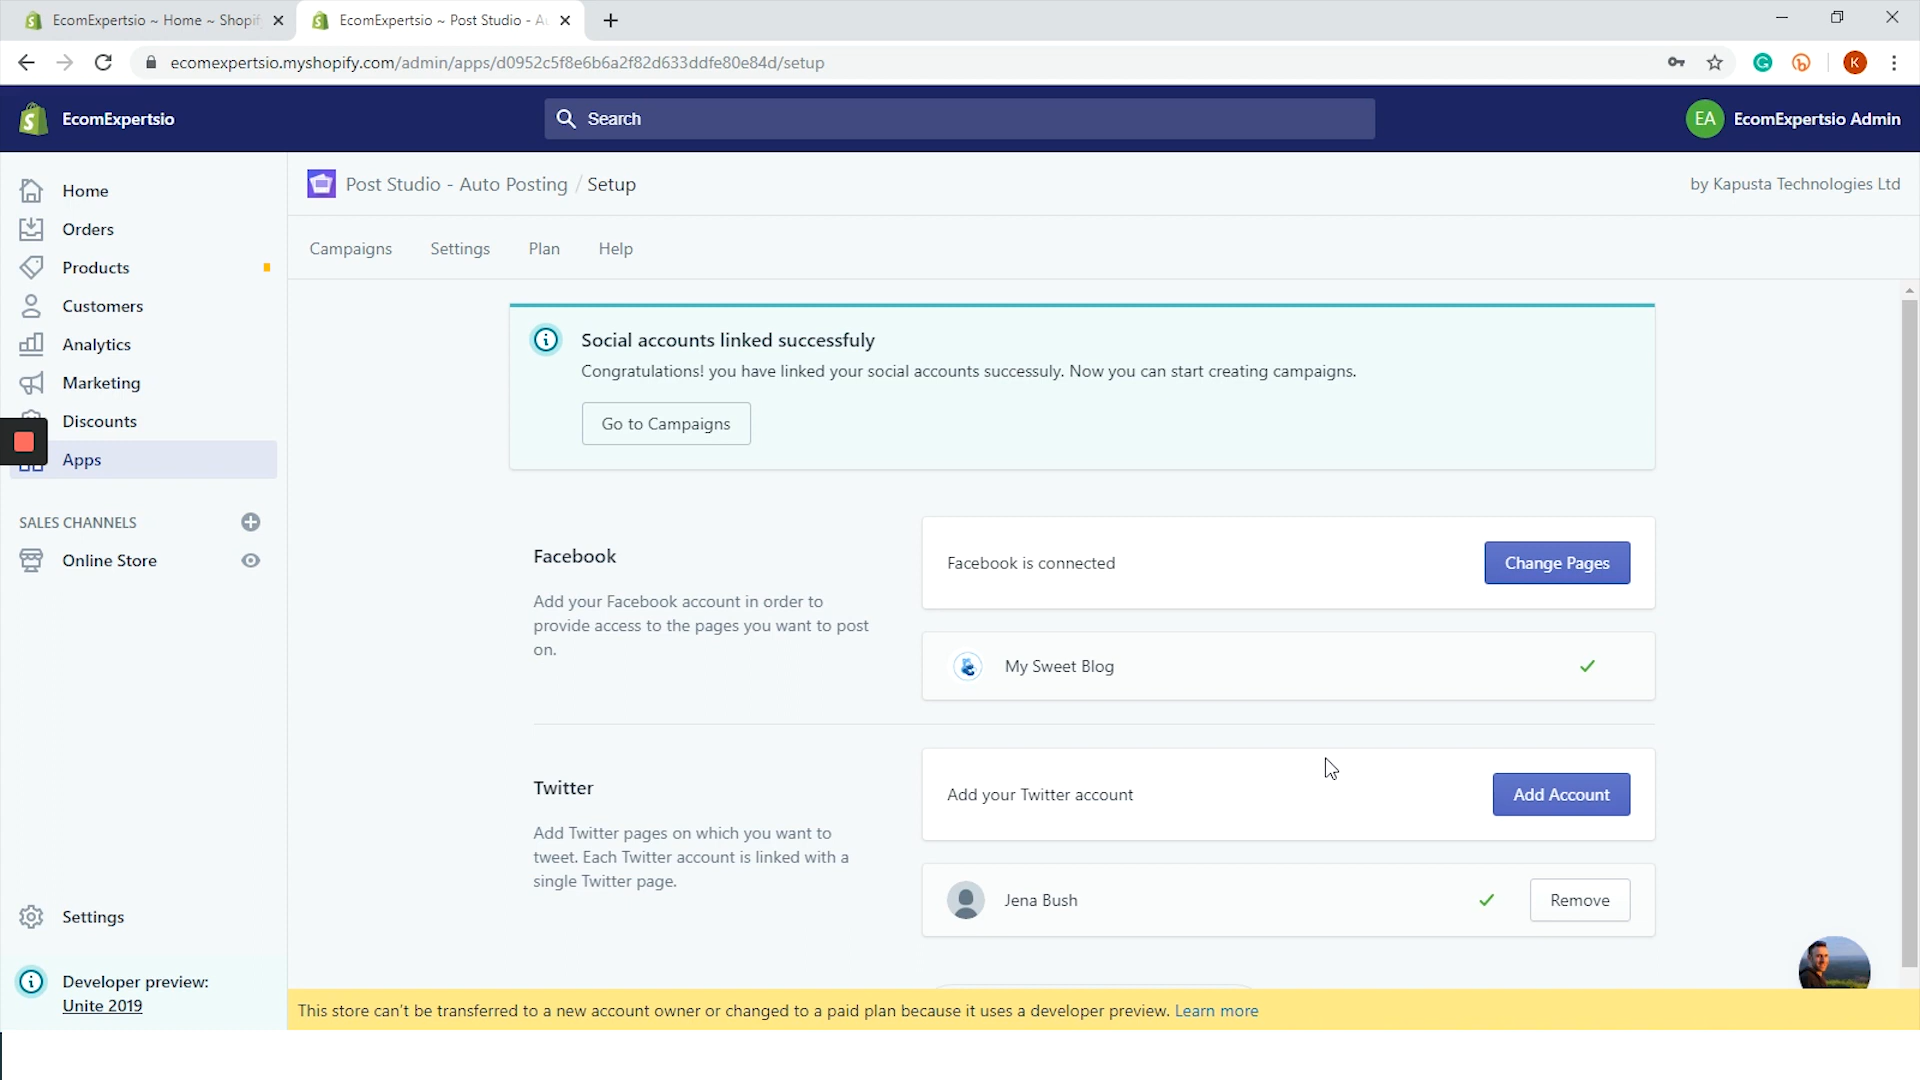 EcomExpertsio ~ Home ~ Shopif
EcomExpertsio ~ Post Studio - Au
ecomexpertsio.myshopify.com/admin/apps/d0952c5f8e6b6a2f82d633ddfe80e84d/setup
K
EcomExpertsio
Search
EA
EcomExpertsio Admin
Home
Orders
Products
Customers
Analytics
Marketing
Discounts
Apps
SALES CHANNELS
Online Store
Settings
Developer preview:
Unite 2019
Post Studio - Auto Posting / Setup
by Kapusta Technologies Ltd
Campaigns
Settings
Plan
Help
Social accounts linked successfuly
Congratulations! you have linked your social accounts successuly. Now you can start creating campaigns.
Go to Campaigns
Facebook
Add your Facebook account in order to
provide access to the pages you want to post
on.
Facebook is connected
Change Pages
My Sweet Blog
Twitter
Add Twitter pages on which you want to
tweet. Each Twitter account is linked with a
single Twitter page.
Add your Twitter account
Add Account
Jena Bush
Remove
This store can't be transferred to a new account owner or changed to a paid plan because it uses a developer preview. Learn more